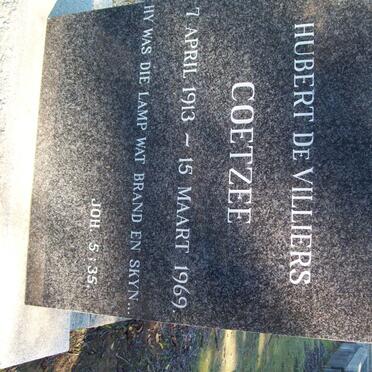 HUBERT DE VILLIERS
COETZEE
7 APRIL 1913 ~ 15 MAART 1969.
HY WAS DIE LAMP WAT BRAND EN SKYN...
JOH. 5:35.